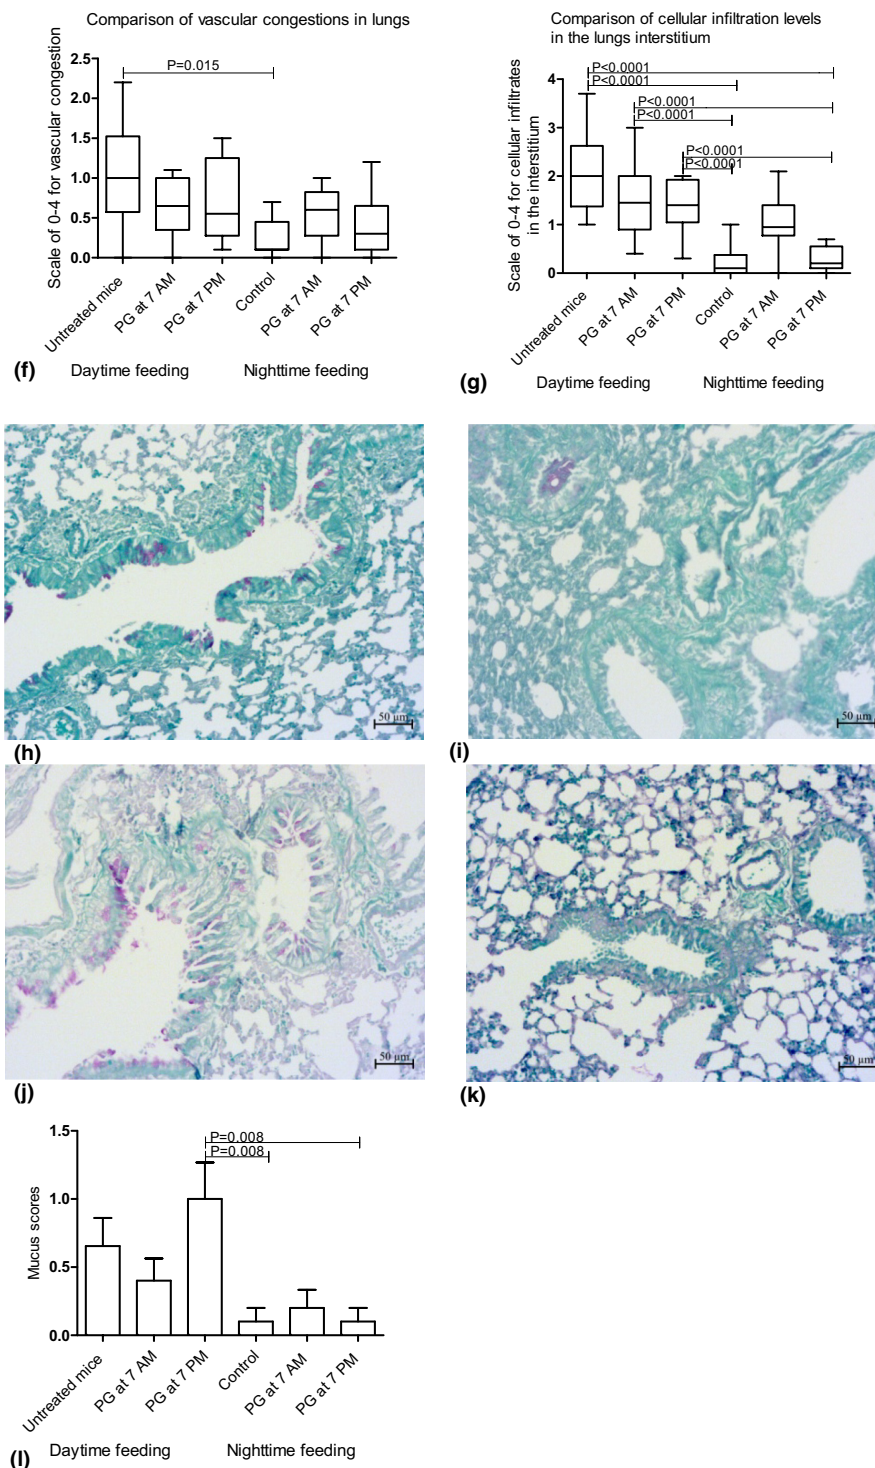 Comparison of vascular congestions in lungs
Scale of 0-4 for vascular congestion
2.5
2.0
1.5
1.0
0.5
0.0
P=0.015
Untreated mice
PG at 7 AM
PG at 7 PM
Control
PG at 7 AM
PG at 7 PM
(f)
Daytime feeding
Nighttime feeding
Comparison of cellular infiltration levels
in the lungs interstitium
Scale of 0-4 for cellular infiltrates
in the interstitium
4
3
2
1
0
P<0.0001
P<0.0001
P<0.0001
P<0.0001
P<0.0001
P<0.0001
Untreated mice
PG at 7 AM
PG at 7 PM
Control
PG at 7 AM
PG at 7 PM
(g)
Daytime feeding
Nighttime feeding
50 µm
(h)
50 µm
(i)
50 µm
(j)
50 µm
(k)
Mucus scores
1.5
1.0
0.5
0.0
P=0.008
P=0.008
Untreated mice
PG at 7 AM
PG at 7 PM
Control
PG at 7 AM
PG at 7 PM
(l)
Daytime feeding
Nighttime feeding